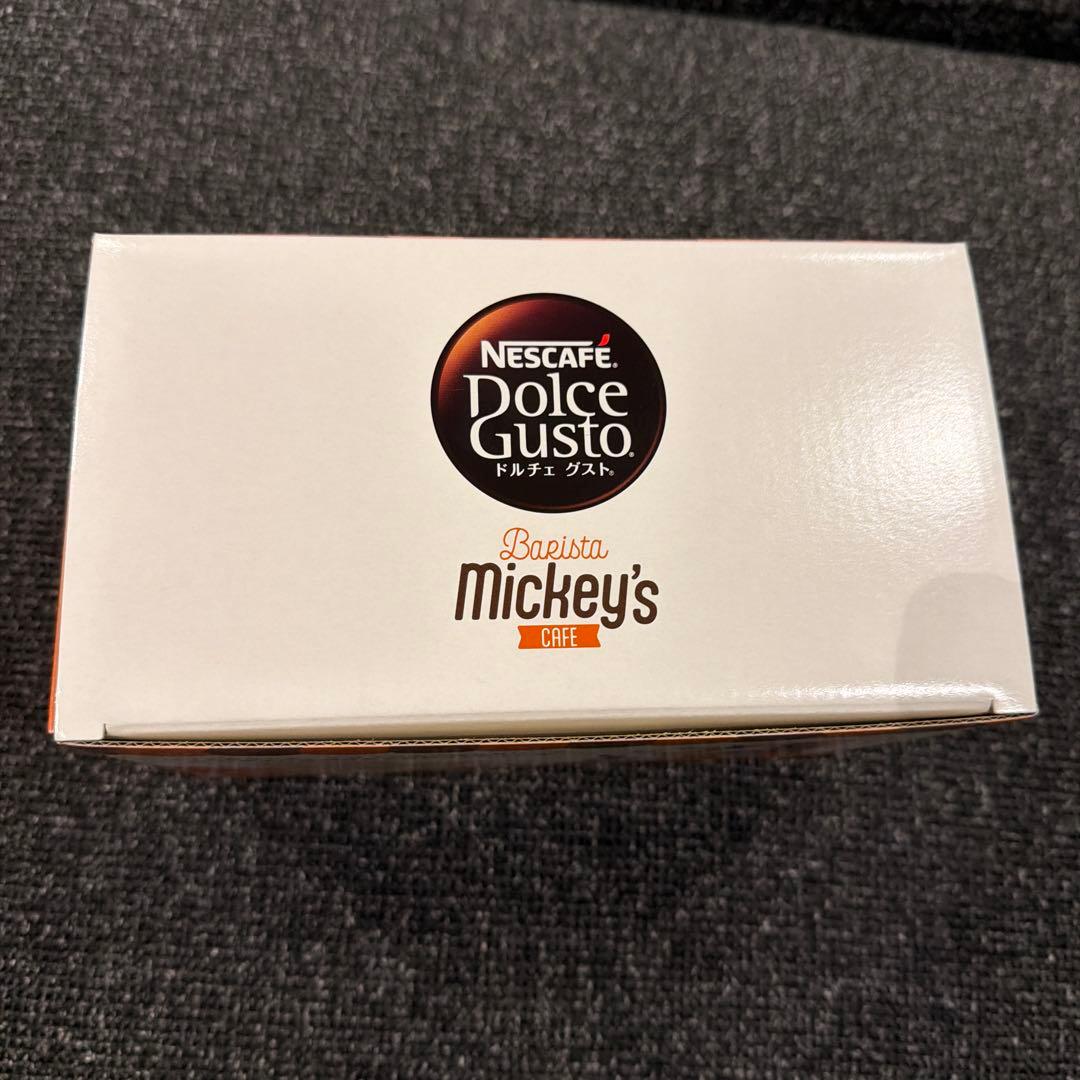 NESCAFÉ®
Dolce
Gusto®
ドルチェ グスト®
Barista
Mickey's
CAFE